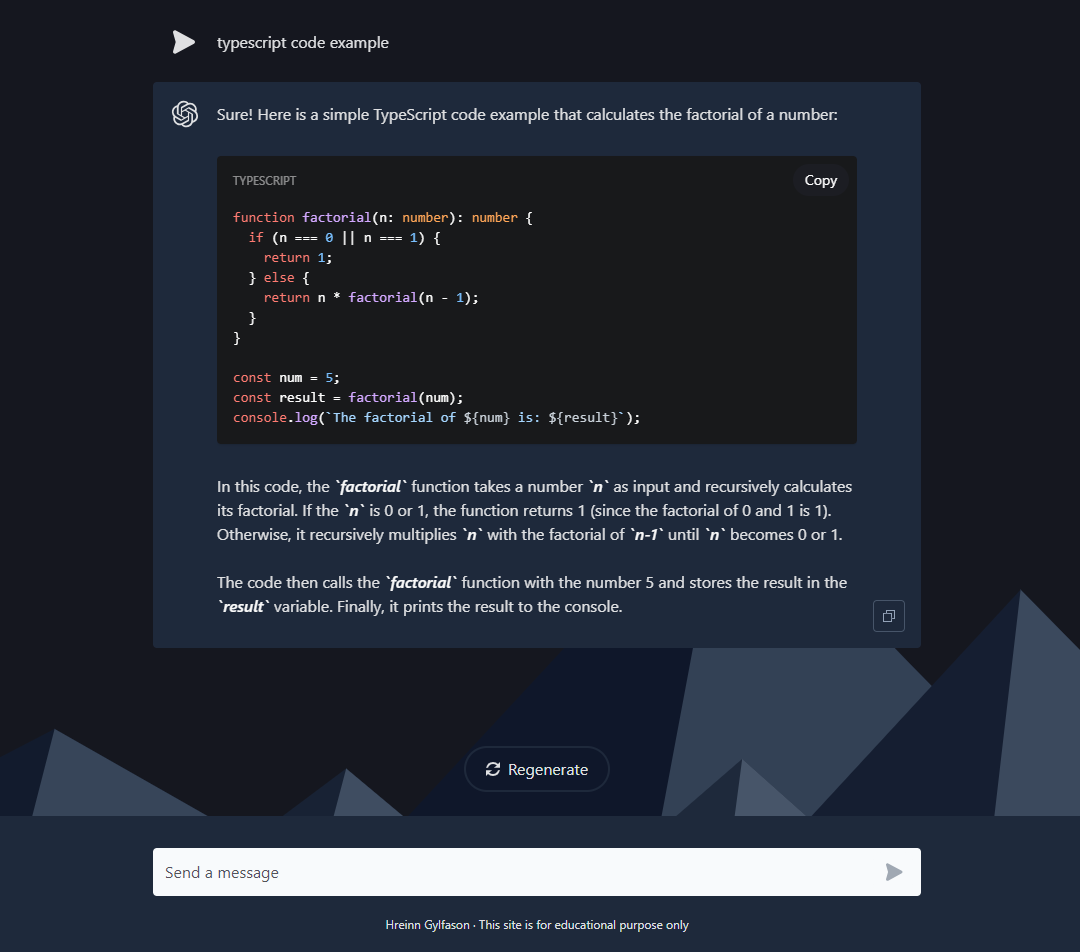 typescript code example
Sure! Here is a simple TypeScript code example that calculates the factorial of a number:
TYPESCRIPT
Copy
function factorial(n: number): number {
  if (n === 0 || n === 1) {
    return 1;
  } else {
    return n * factorial(n - 1);
  }
}
const num = 5;
const result = factorial(num);
console.log(`The factorial of ${num} is: ${result}`);
In this code, the `factorial` function takes a number `n` as input and recursively calculates
its factorial. If the `n` is 0 or 1, the function returns 1 (since the factorial of 0 and 1 is 1).
Otherwise, it recursively multiplies `n` with the factorial of `n-1` until `n` becomes 0 or 1.
The code then calls the `factorial` function with the number 5 and stores the result in the
`result` variable. Finally, it prints the result to the console.
Regenerate
Send a message
Hreinn Gylfason · This site is for educational purpose only